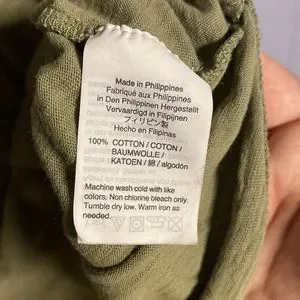 Made in Philippines
Fabriqué aux Philippines
In Den Philippinen Hergestellt
Vervaardigd in Filipijnen
フィリピン製
Hecho en Filipinas
100% COTTON / COTON /
BAUMWOLLE /
KATOEN / 綿 / algodón
Machine wash cold with like
colors. Non chlorine bleach only.
Tumble dry low. Warm iron as
needed.